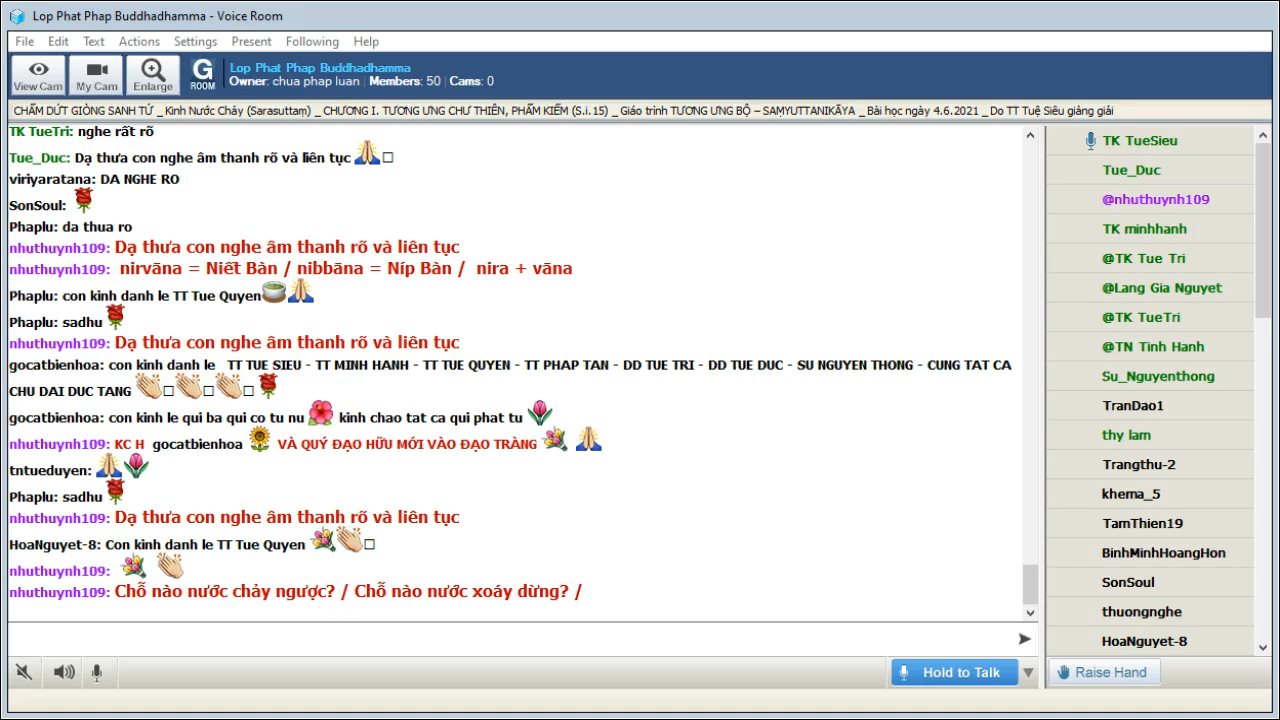 Lop Phat Phap Buddhadhamma - Voice Room
File Edit Text Actions Settings Present Following Help
View Cam My Cam Enlarge G ROOM
Lop Phat Phap Buddhadhamma
Owner: chua phap luan Members: 50 Cams: 0
CHẤM DỨT GIÒNG SANH TỬ _ Kinh Nước Chảy (Sarasuttaṃ) _ CHƯƠNG I. TƯƠNG ƯNG CHƯ THIÊN, PHẨM KIẾM (S.i.15) _ Giáo trình TƯƠNG ƯNG BỘ – SAṂYUTTANIKĀYA _ Bài học ngày 4.6.2021 _ Do TT Tuệ Siêu giảng giải
TK TueTri: nghe rất rõ
Tue_Duc: Dạ thưa con nghe âm thanh rõ và liên tục
viriyaratana: DA NGHE RO
SonSoul:
Phaplu: da thua ro
nhuthuynh109: Dạ thưa con nghe âm thanh rõ và liên tục
nhuthuynh109: nirvāna = Niết Bàn / nibbāna = Níp Bàn / nira + vāna
Phaplu: con kinh danh le TT Tue Quyen
Phaplu: sadhu
nhuthuynh109: Dạ thưa con nghe âm thanh rõ và liên tục
gocatbienhoa: con kinh danh le TT TUE SIEU - TT MINH HANH - TT TUE QUYEN - TT PHAP TAN - DD TUE TRI - DD TUE DUC - SU NGUYEN THONG - CUNG TAT CA
CHU DAI DUC TANG
gocatbienhoa: con kinh le qui ba qui co tu nu kinh chao tat ca qui phat tu
nhuthuynh109: KC H gocatbienhoa VÀ QUÝ ĐẠO HỮU MỚI VÀO ĐẠO TRÀNG
tntueduyen:
Phaplu: sadhu
nhuthuynh109: Dạ thưa con nghe âm thanh rõ và liên tục
HoaNguyet-8: Con kinh danh le TT Tue Quyen
nhuthuynh109:
nhuthuynh109: Chỗ nào nước chảy ngược? / Chỗ nào nước xoáy dừng? /
Hold to Talk
TK TueSieu
Tue_Duc
@nhuthuynh109
TK minhhanh
@TK Tue Tri
@Lang Gia Nguyet
@TK TueTri
@TN Tinh Hanh
Su_Nguyenthong
TranDao1
thy lam
Trangthu-2
khema_5
TamThien19
BinhMinhHoangHon
SonSoul
thuongnghe
HoaNguyet-8
Raise Hand